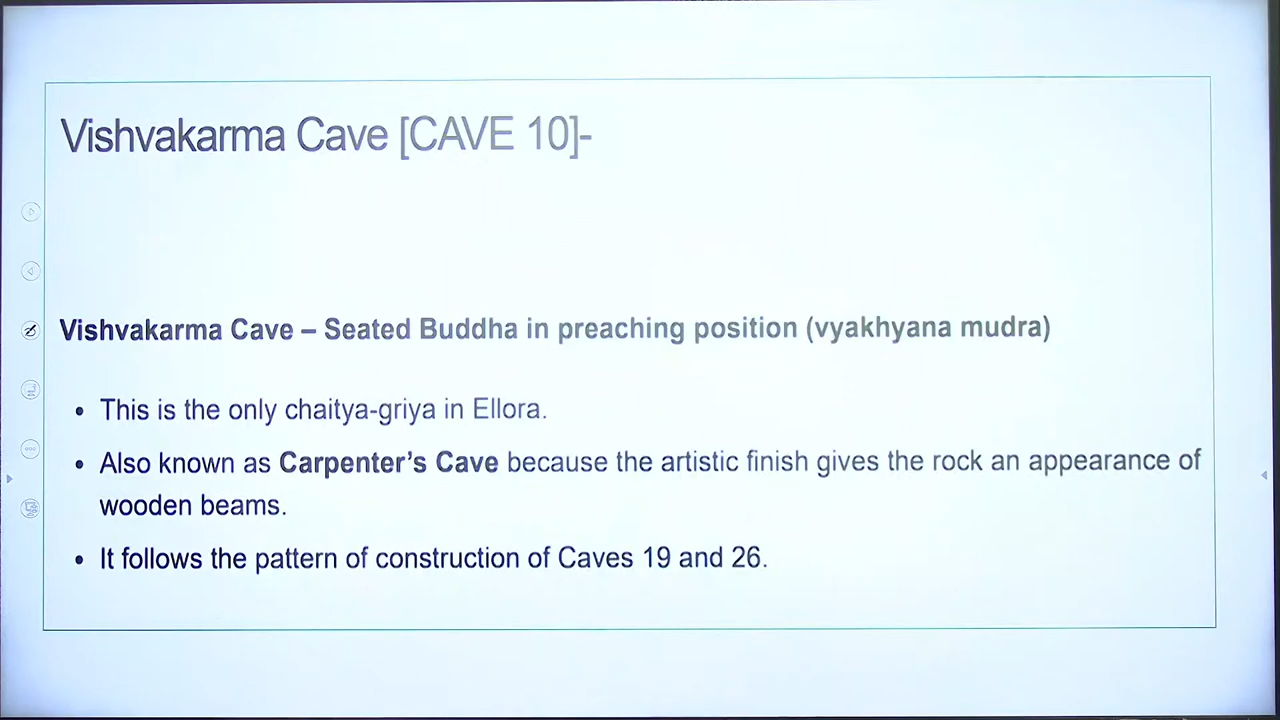 Vishvakarma Cave [CAVE 10]-
Vishvakarma Cave – Seated Buddha in preaching position (vyakhyana mudra)
• This is the only chaitya-griya in Ellora.
• Also known as Carpenter's Cave because the artistic finish gives the rock an appearance of
wooden beams.
• It follows the pattern of construction of Caves 19 and 26.